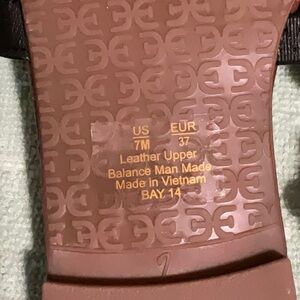 US EUR
7M 37
Leather Upper
Balance Man Made
Made in Vietnam
BAY 14